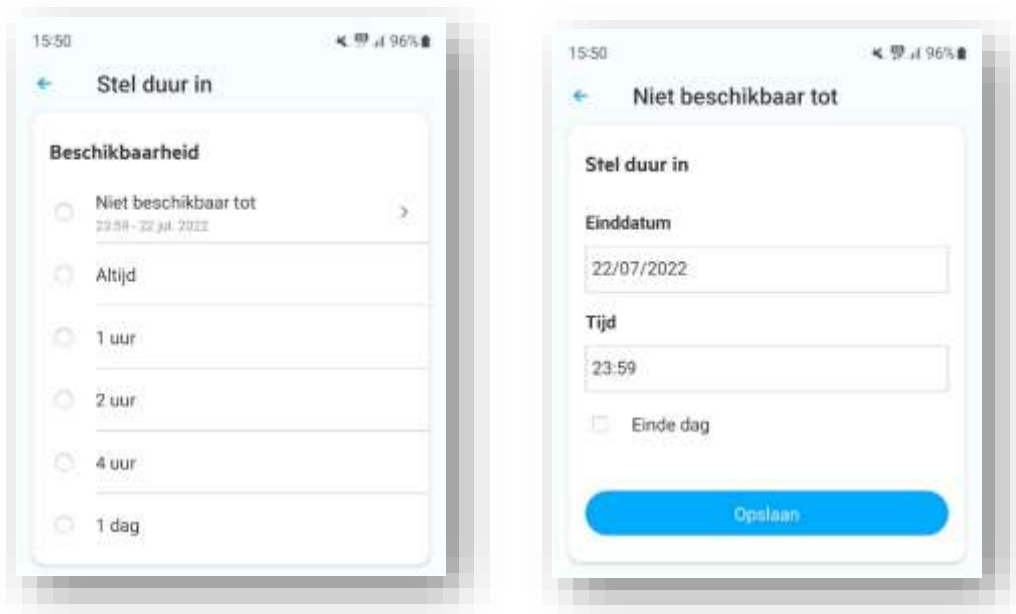 15:50
96%
Stel duur in
Beschikbaarheid
Niet beschikbaar tot
23:59 - 22 jul. 2022
Altijd
1 uur
2 uur
4 uur
1 dag
15:50
96%
Niet beschikbaar tot
Stel duur in
Einddatum
22/07/2022
Tijd
23:59
Einde dag
Opslaan